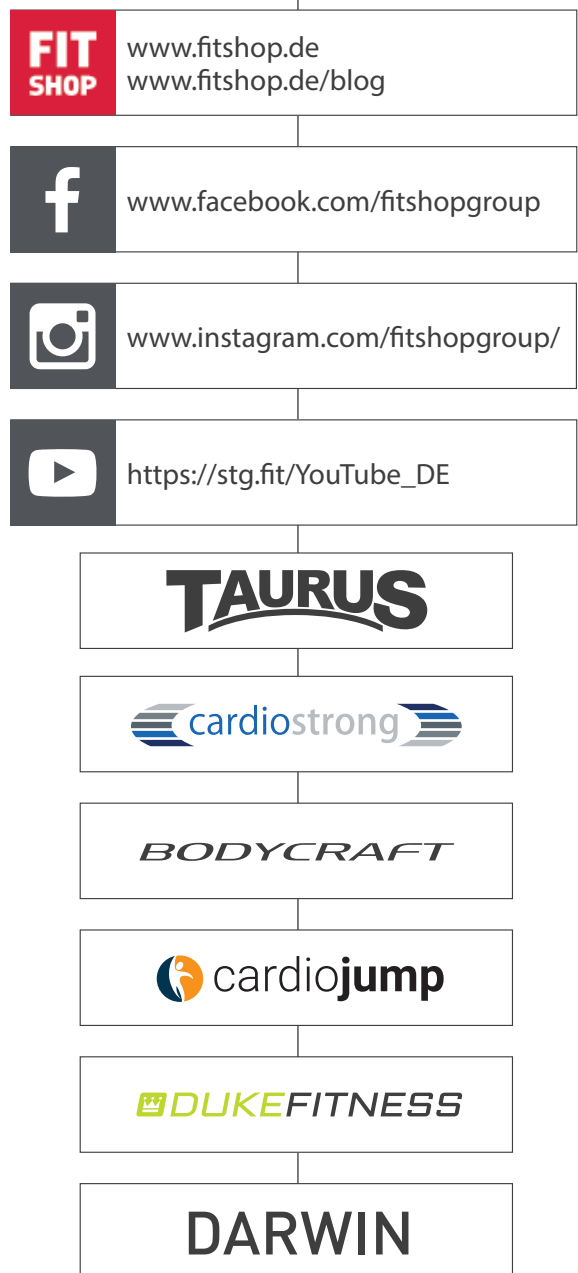 FIT
SHOP
www.fitshop.de
www.fitshop.de/blog
www.facebook.com/fitshopgroup
www.instagram.com/fitshopgroup/
https://stg.fit/YouTube_DE
TAURUS
cardiostrong
BODYCRAFT
cardiojump
DUKEFITNESS
DARWIN